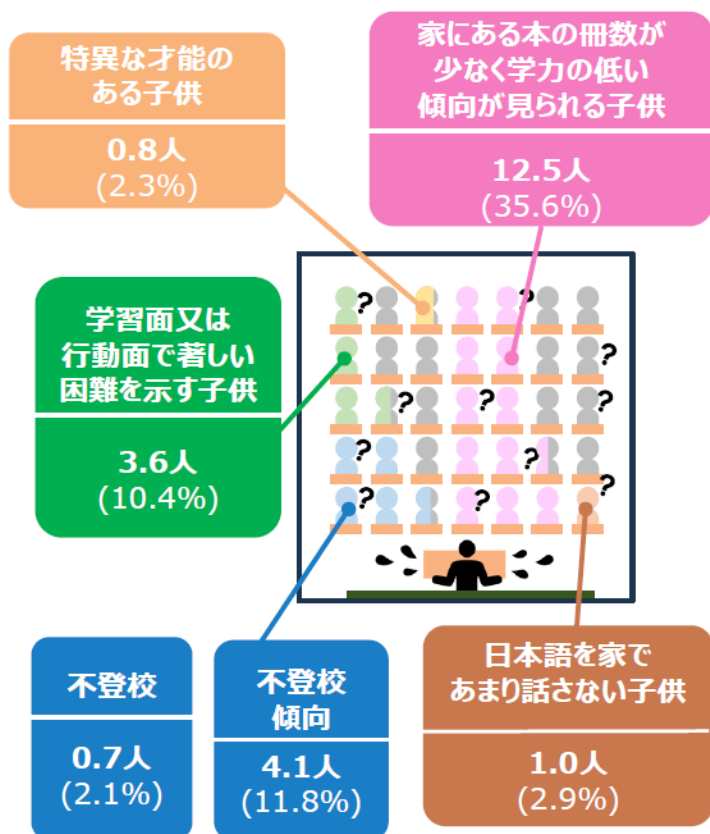 特異な才能の
ある子供
0.8人
(2.3%)
家にある本の冊数が
少なく学力の低い
傾向が見られる子供
12.5人
(35.6%)
学習面又は
行動面で著しい
困難を示す子供
3.6人
(10.4%)
?
?
?
?
?
?
?
?
?
?
?
不登校
0.7人
(2.1%)
不登校
傾向
4.1人
(11.8%)
日本語を家で
あまり話さない子供
1.0人
(2.9%)